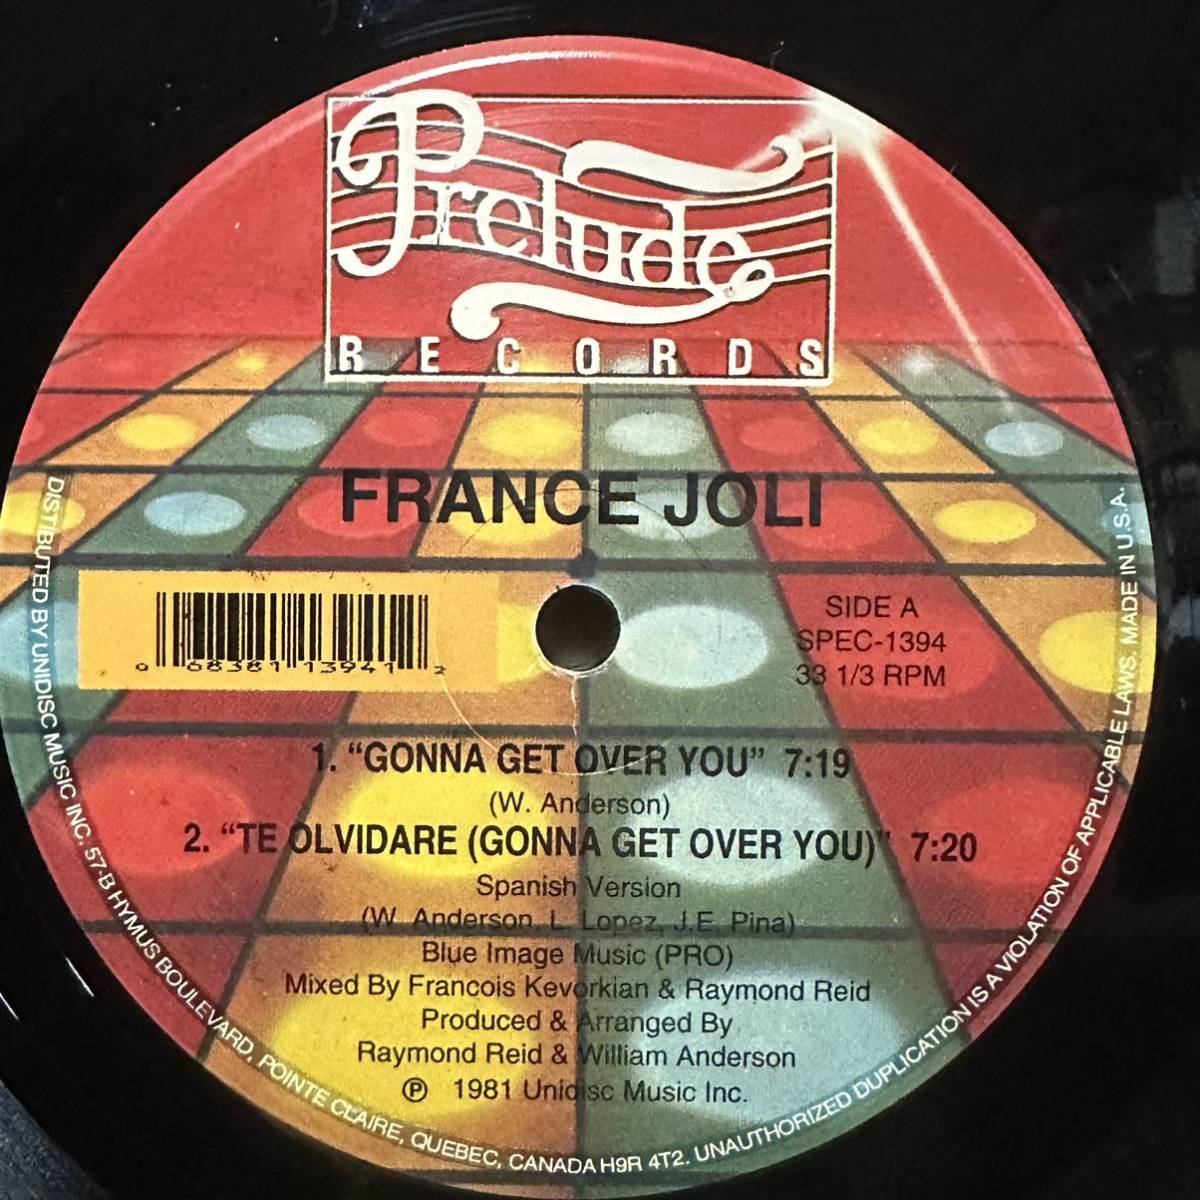 Prelude
RECORDS
FRANCE JOLI
SIDE A
SPEC-1394
33 1/3 RPM
0 68381 13941 2
1. “GONNA GET OVER YOU” 7:19
(W. Anderson)
2. “TE OLVIDARE (GONNA GET OVER YOU)” 7:20
Spanish Version
(W. Anderson, L. Lopez, J.E. Pina)
Blue Image Music (PRO)
Mixed By Francois Kevorkian & Raymond Reid
Produced & Arranged By
Raymond Reid & William Anderson
℗ 1981 Unidisc Music Inc.
DISTRIBUTED BY UNIDISC MUSIC INC. 57-B HYMUS BOULEVARD, POINTE CLAIRE, QUEBEC, CANADA H9R 4T2. UNAUTHORIZED DUPLICATION IS A VIOLATION OF APPLICABLE LAWS. MADE IN U.S.A.